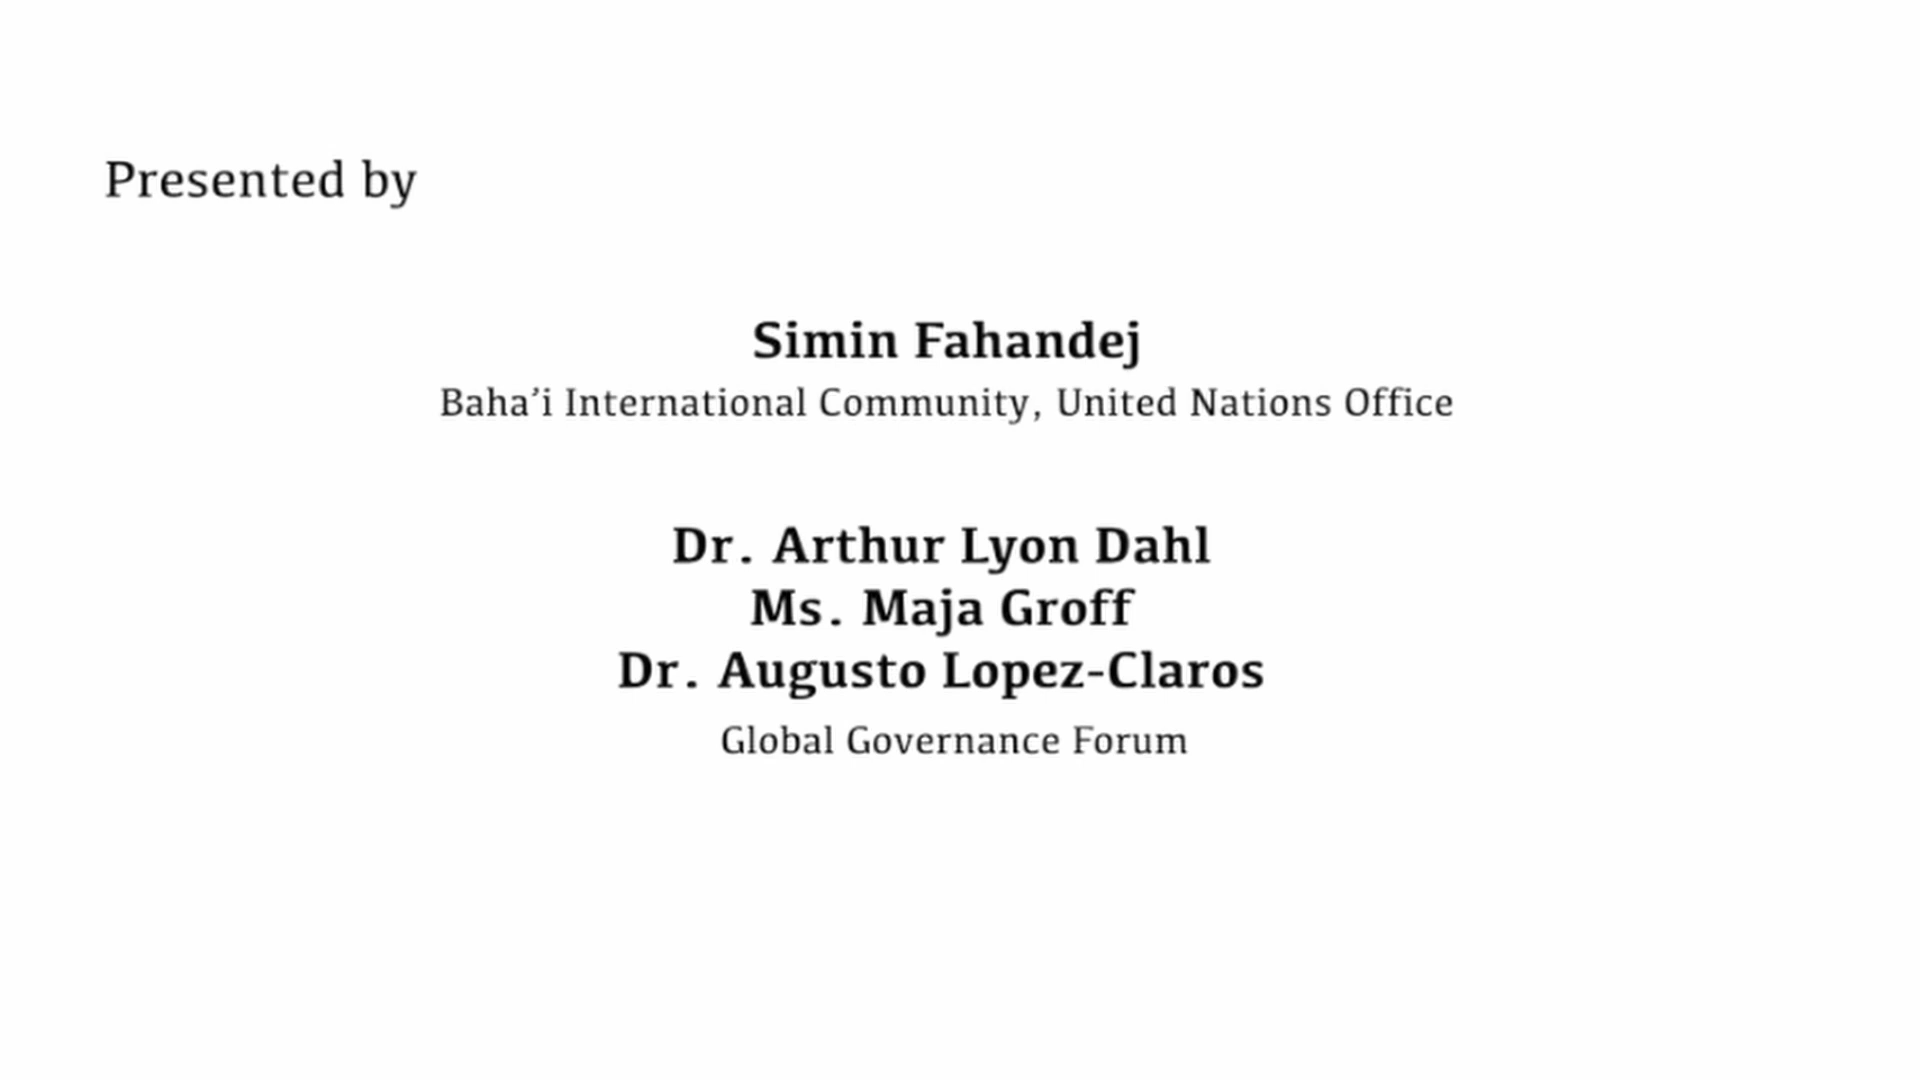 Presented by
Simin Fahandej
Baha’i International Community, United Nations Office
Dr. Arthur Lyon Dahl
Ms. Maja Groff
Dr. Augusto Lopez-Claros
Global Governance Forum